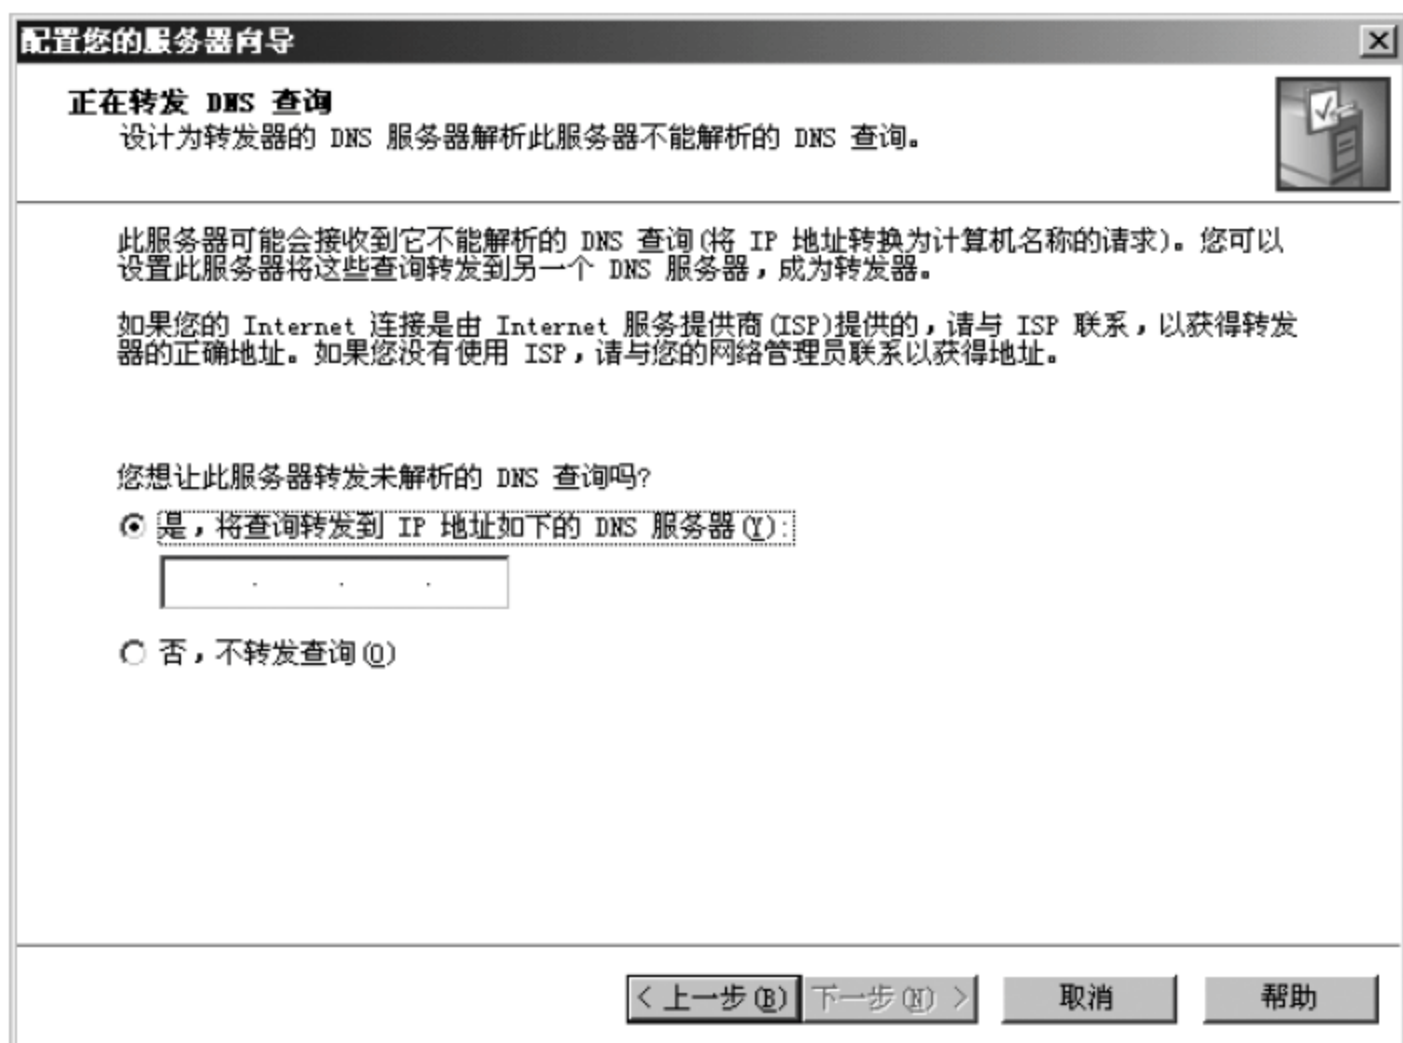 配置您的服务器向导
正在转发 DNS 查询
设计为转发器的 DNS 服务器解析此服务器不能解析的 DNS 查询。
此服务器可能会接收到它不能解析的 DNS 查询(将 IP 地址转换为计算机名称的请求)。您可以
设置此服务器将这些查询转发到另一个 DNS 服务器，成为转发器。
如果您的 Internet 连接是由 Internet 服务提供商(ISP)提供的，请与 ISP 联系，以获得转发
器的正确地址。如果您没有使用 ISP，请与您的网络管理员联系以获得地址。
您想让此服务器转发未解析的 DNS 查询吗?
是，将查询转发到 IP 地址如下的 DNS 服务器(Y):
. . .
否，不转发查询(O)
< 上一步(B) 下一步(N) > 取消 帮助